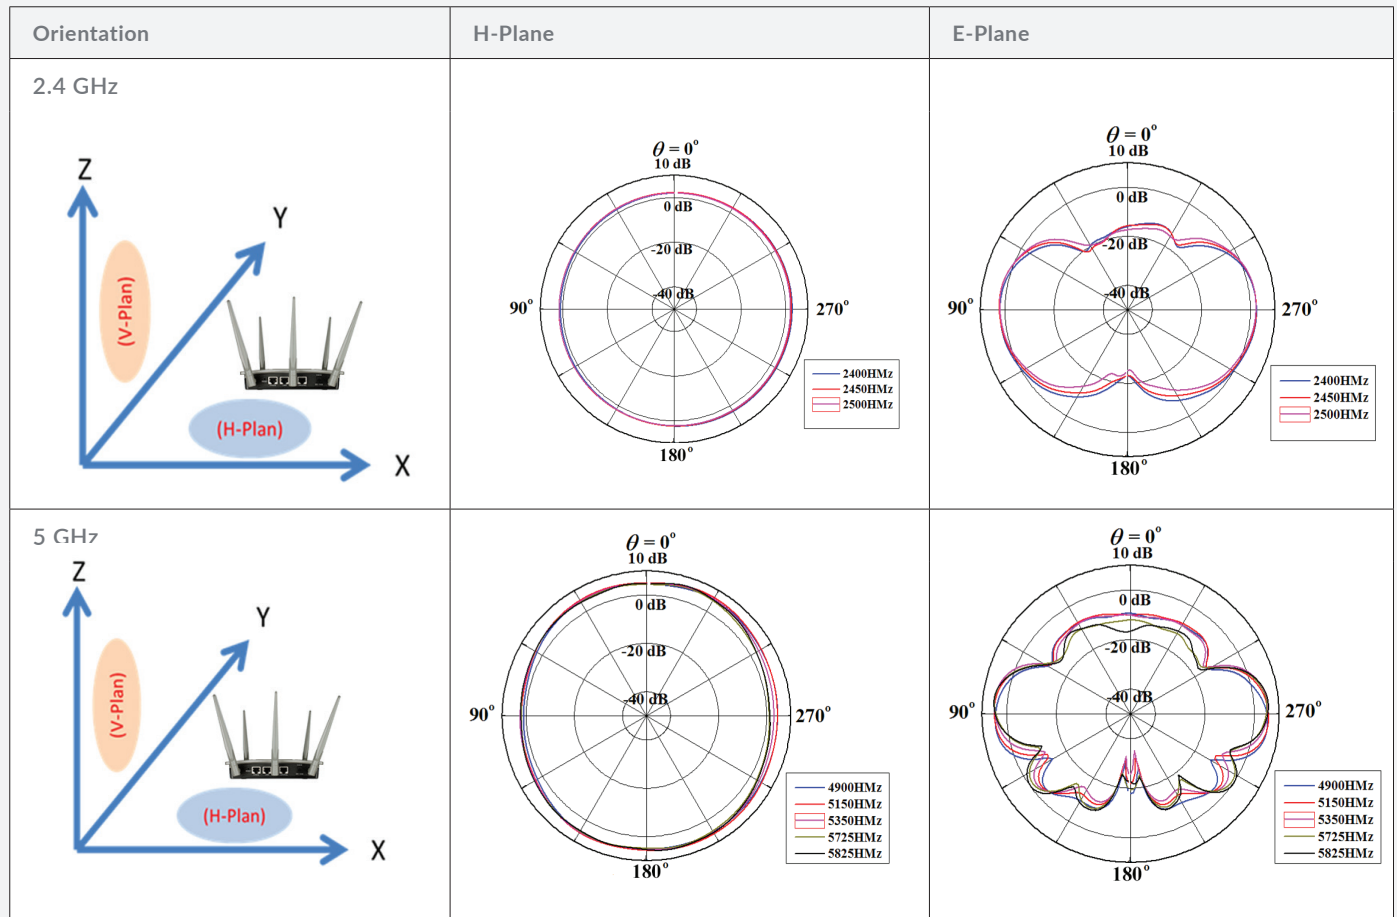 Orientation
H-Plane
E-Plane
2.4 GHz
Z
Y
(V-Plan)
(H-Plan)
X
θ = 0°
10 dB
0 dB
-20 dB
-40 dB
90°
270°
180°
2400HMz
2450HMz
2500HMz
θ = 0°
10 dB
0 dB
-20 dB
-40 dB
90°
270°
180°
2400HMz
2450HMz
2500HMz
5 GHz
Z
Y
(V-Plan)
(H-Plan)
X
θ = 0°
10 dB
0 dB
-20 dB
-40 dB
90°
270°
180°
4900HMz
5150HMz
5350HMz
5725HMz
5825HMz
θ = 0°
10 dB
0 dB
-20 dB
-40 dB
90°
270°
180°
4900HMz
5150HMz
5350HMz
5725HMz
5825HMz